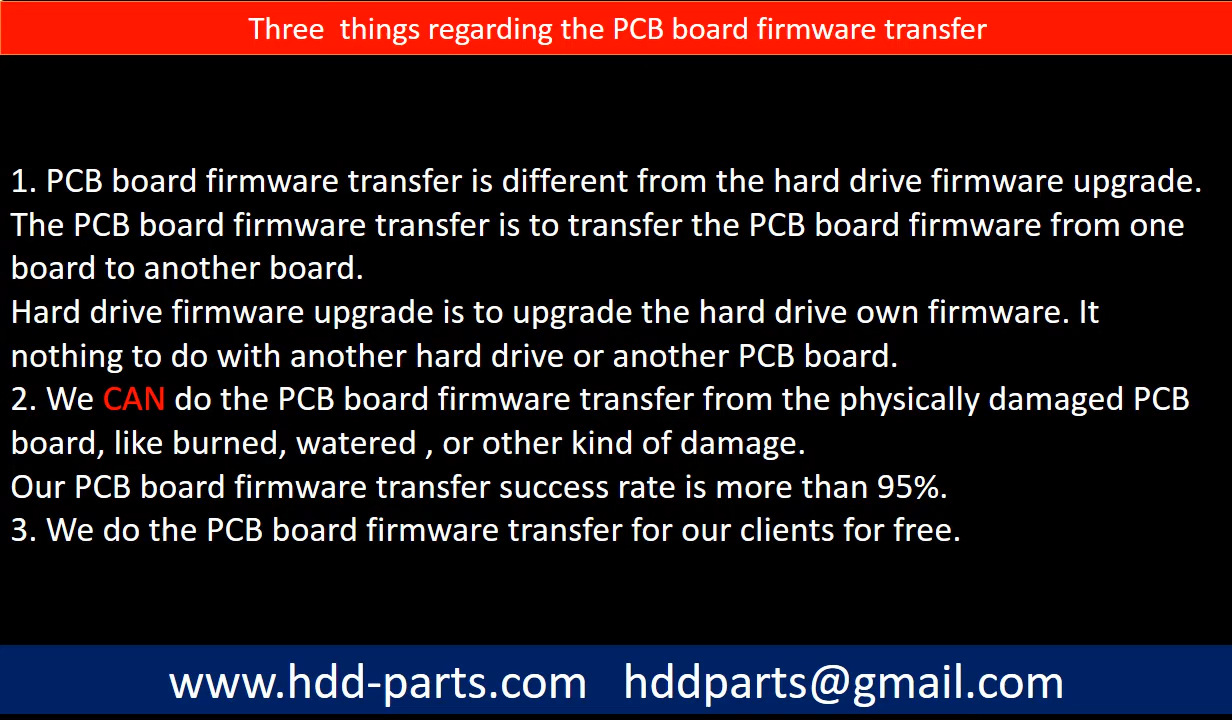 Three  things regarding the PCB board firmware transfer
1. PCB board firmware transfer is different from the hard drive firmware upgrade.
The PCB board firmware transfer is to transfer the PCB board firmware from one
board to another board.
Hard drive firmware upgrade is to upgrade the hard drive own firmware. It
nothing to do with another hard drive or another PCB board.
2. We CAN do the PCB board firmware transfer from the physically damaged PCB
board, like burned, watered , or other kind of damage.
Our PCB board firmware transfer success rate is more than 95%.
3. We do the PCB board firmware transfer for our clients for free.
www.hdd-parts.com   hddparts@gmail.com